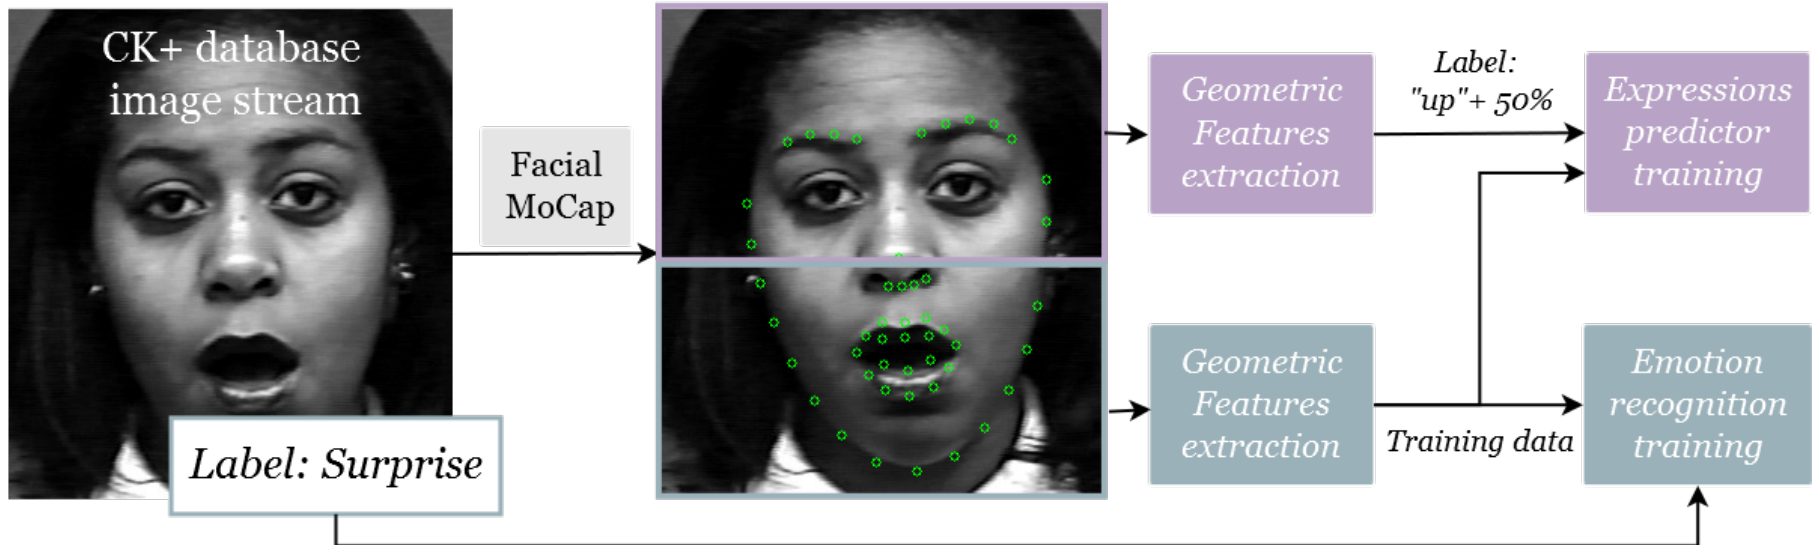 CK+ database
image stream
Label: Surprise
Facial
MoCap
Geometric
Features
extraction
Label:
"up"+ 50%
Expressions
predictor
training
Geometric
Features
extraction
Training data
Emotion
recognition
training